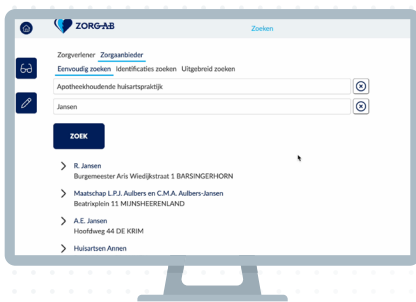 ZORG-AB
Zoeken
Zorgverlener Zorgaanbieder
Eenvoudig zoeken Identificaties zoeken Uitgebreid zoeken
Apotheekhoudende huisartspraktijk
Jansen
ZOEK
R. Jansen
Burgemeester Aris Wiedijkstraat 1 BARSINGERHORN
Maatschap L.P.J. Aulbers en C.M.A. Aulbers-Jansen
Beatrixplein 11 MIJNSHEERENLAND
A.E. Jansen
Hoofdweg 44 DE KRIM
Huisartsen Annen